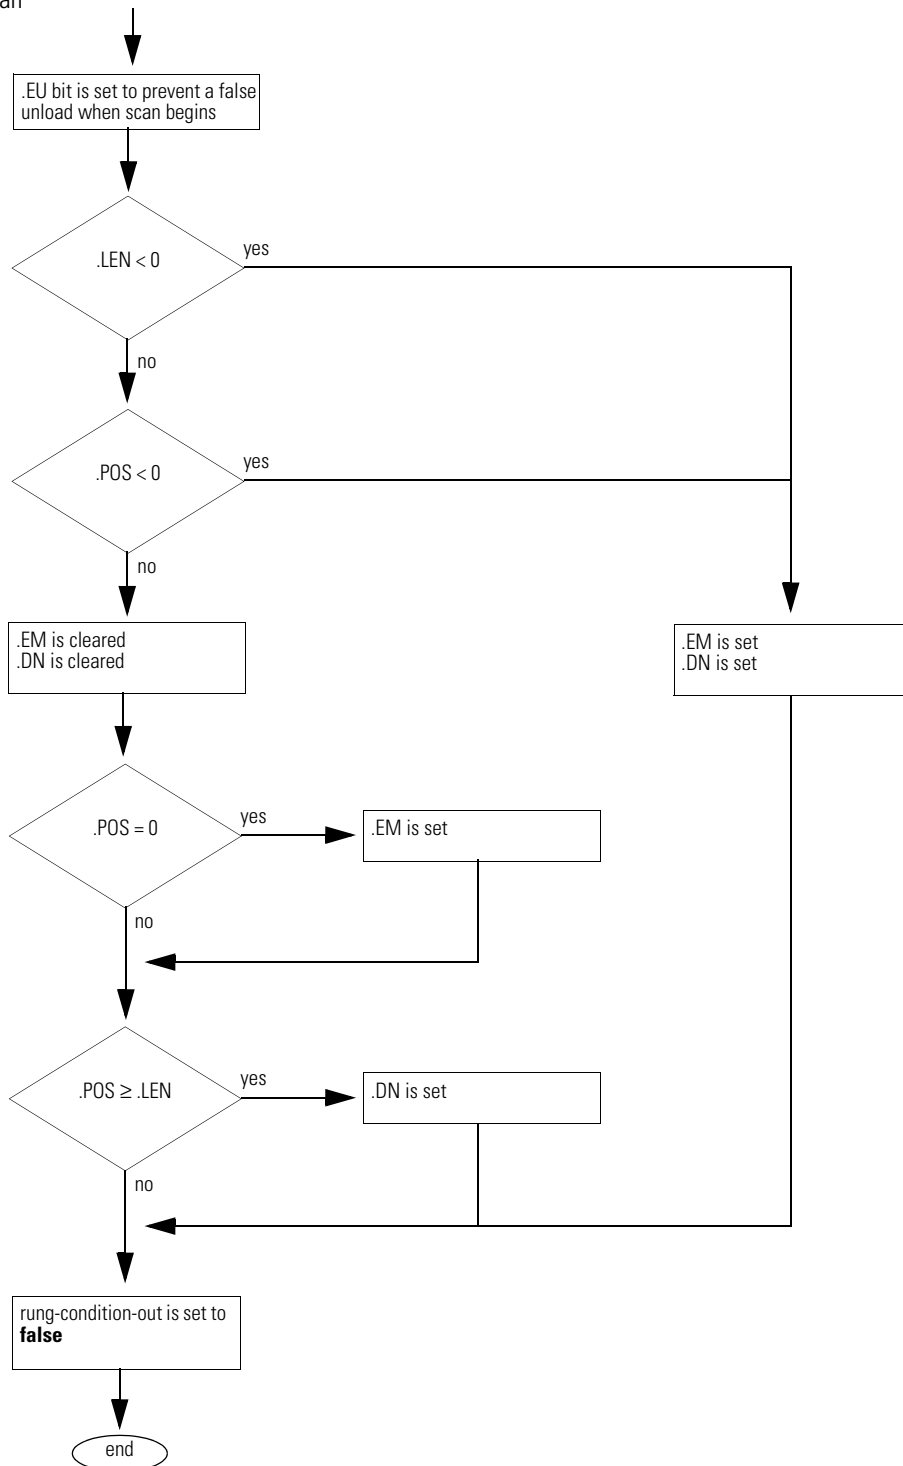 .EU bit is set to prevent a false
unload when scan begins
.LEN < 0
yes
no
.POS < 0
yes
no
.EM is cleared
.DN is cleared
.EM is set
.DN is set
.POS = 0
yes
.EM is set
no
.POS ≥ .LEN
yes
.DN is set
no
rung-condition-out is set to
false
end